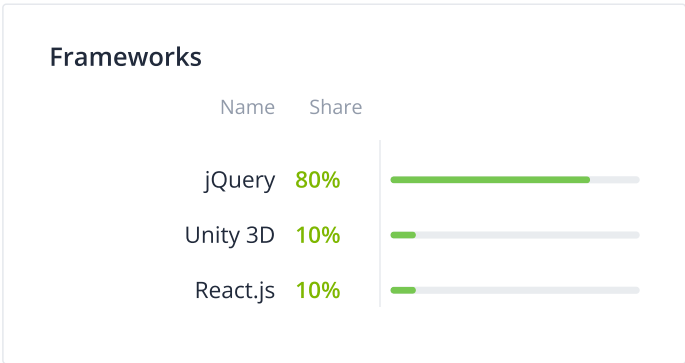 Frameworks
Name Share
jQuery 80%
Unity 3D 10%
React.js 10%